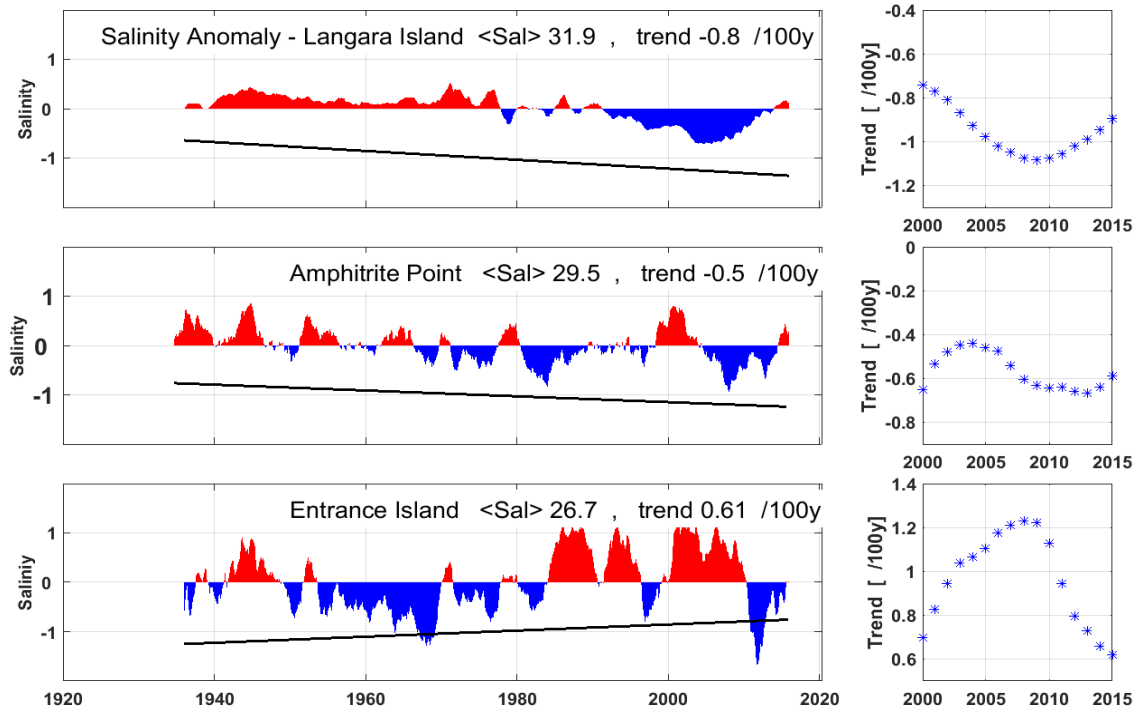 Salinity Anomaly - Langara Island <Sal> 31.9 , trend -0.8 /100y
Salinity
1
0
-1
Trend [ /100y]
-0.4
-0.6
-0.8
-1
-1.2
2000 2005 2010 2015
Amphitrite Point <Sal> 29.5 , trend -0.5 /100y
Salinity
1
0
-1
Trend [ /100y]
0
-0.2
-0.4
-0.6
-0.8
2000 2005 2010 2015
Entrance Island <Sal> 26.7 , trend 0.61 /100y
Saliniy
1
0
-1
1920 1940 1960 1980 2000 2020
Trend [ /100y]
1.4
1.2
1
0.8
0.6
2000 2005 2010 2015